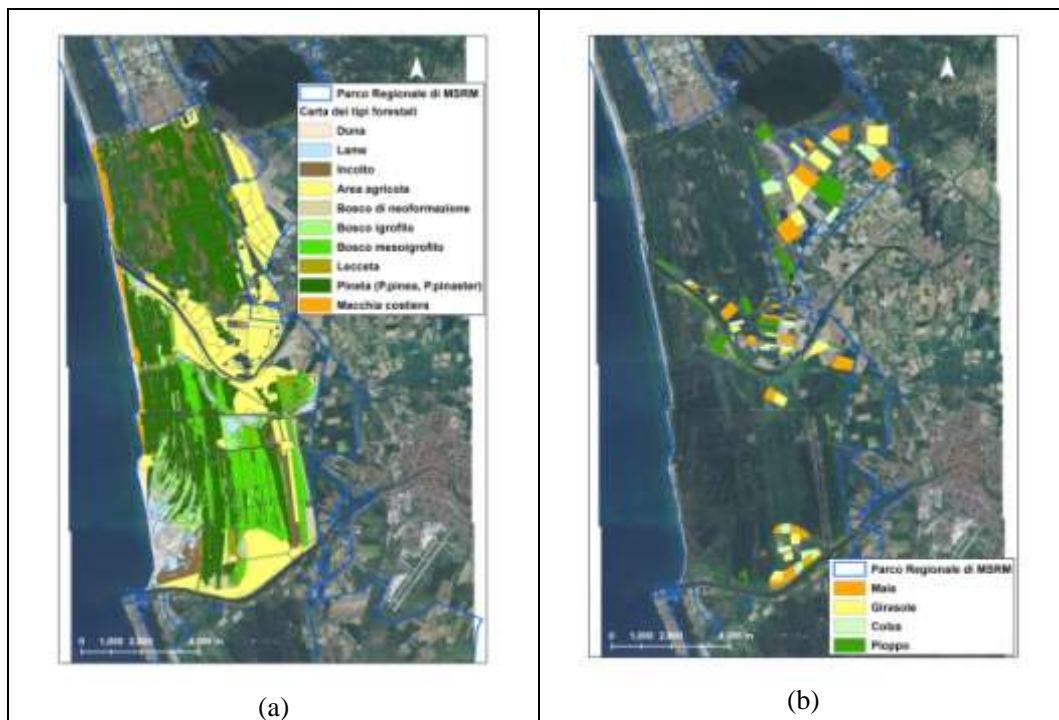 Parco Regionale di MSRM
Carta dei tipi forestali
Duna
Lame
Incolto
Area agricola
Bosco di neoformazione
Bosco igrofilo
Bosco mesoigrofilo
Lecceta
Pineta (P.pinea, P.pinaster)
Macchia costiera
0 1,000 2,000 4,000 m
(a)
Parco Regionale di MSRM
Mais
Girasole
Colza
Pioppo
0 1,000 2,000 4,000 m
(b)